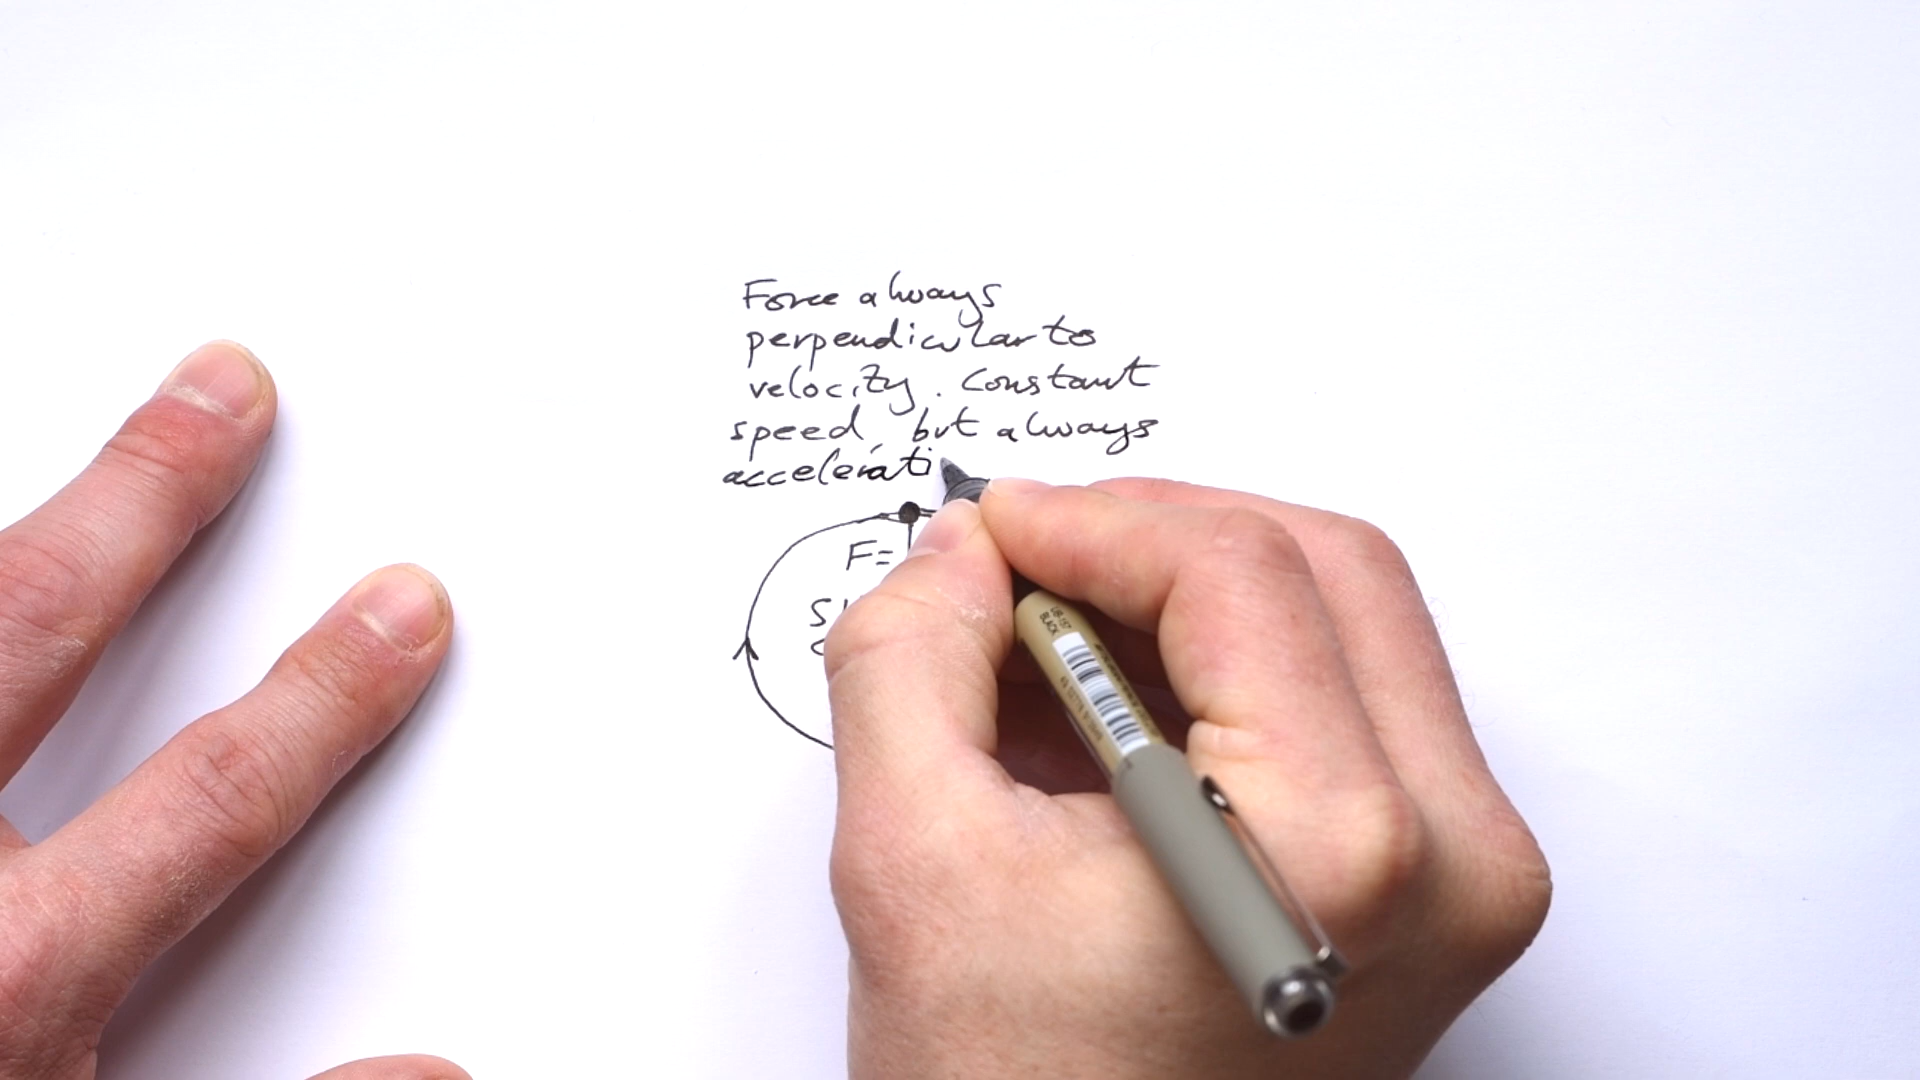 Force always
perpendicular to
velocity. Constant
speed, but always
accelerati
F=